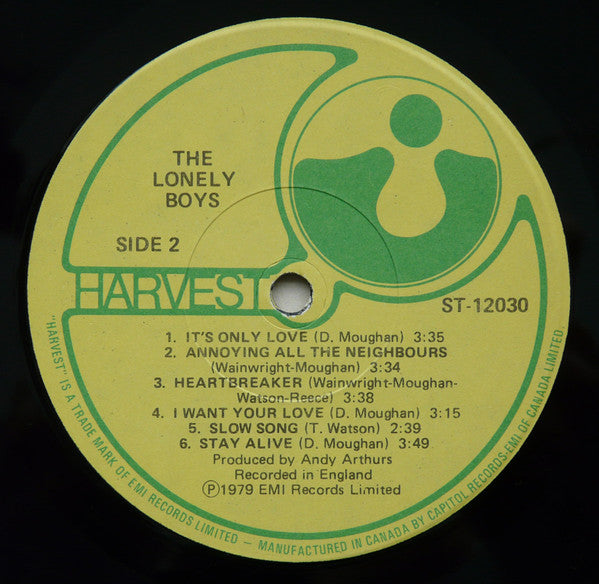 THE
LONELY
BOYS
SIDE 2
HARVEST
ST-12030
1. IT'S ONLY LOVE (D. Moughan) 3:35
2. ANNOYING ALL THE NEIGHBOURS
(Wainwright-Moughan) 3:34
3. HEARTBREAKER (Wainwright-Moughan-
Watson-Reece) 3:38
4. I WANT YOUR LOVE (D. Moughan) 3:15
5. SLOW SONG (T. Watson) 2:39
6. STAY ALIVE (D. Moughan) 3:49
Produced by Andy Arthurs
Recorded in England
Ⓟ1979 EMI Records Limited
"HARVEST" IS A TRADE MARK OF EMI RECORDS LIMITED — MANUFACTURED IN CANADA BY CAPITOL RECORDS-EMI OF CANADA LIMITED.